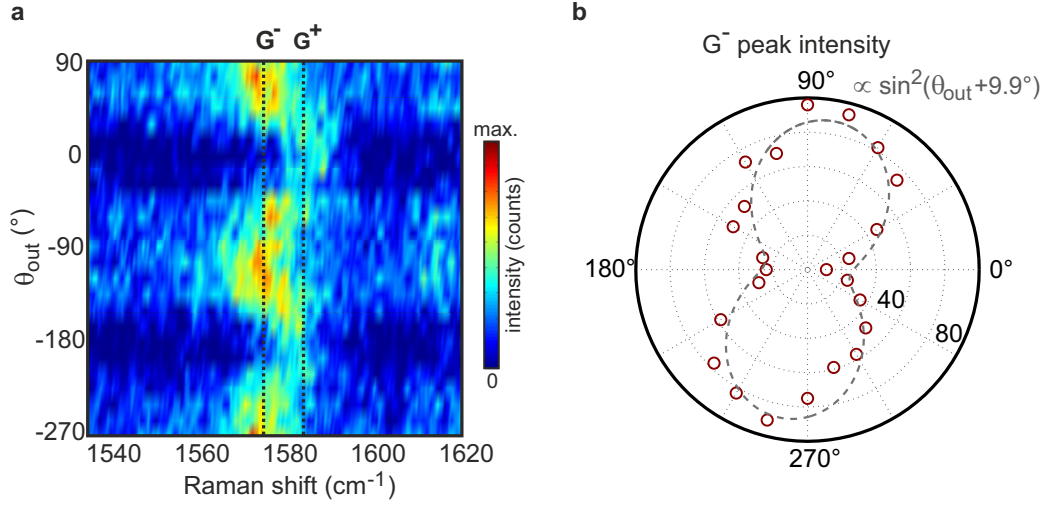 a
G⁻ G⁺
90
0
-90
-180
-270
θout (°)
1540 1560 1580 1600 1620
Raman shift (cm⁻¹)
max.
intensity (counts)
0
b
G⁻ peak intensity
∝ sin²(θout+9.9°)
90°
180°
0°
40
80
270°